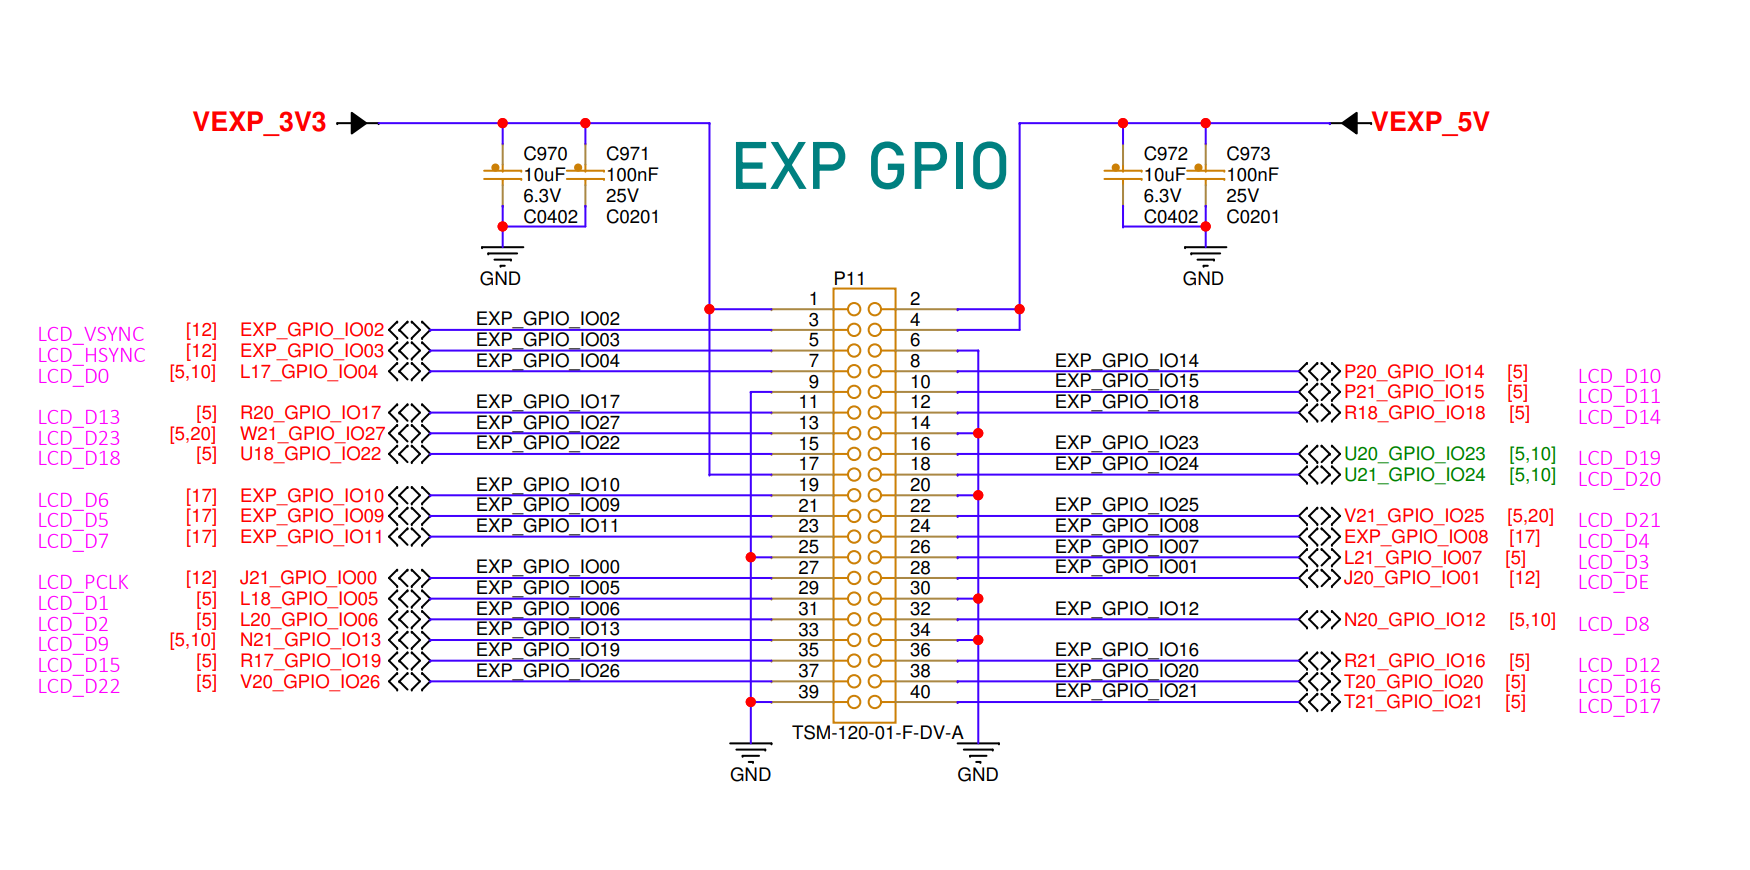 VEXP_3V3
VEXP_5V
EXP GPIO
C970 C971
10uF 100nF
6.3V 25V
C0402 C0201
GND
C972 C973
10uF 100nF
6.3V 25V
C0402 C0201
GND
P11
1 2
LCD_VSYNC [12] EXP_GPIO_IO02 EXP_GPIO_IO02 3 4
LCD_HSYNC [12] EXP_GPIO_IO03 EXP_GPIO_IO03 5 6
LCD_D0 [5,10] L17_GPIO_IO04 EXP_GPIO_IO04 7 8 EXP_GPIO_IO14 P20_GPIO_IO14 [5] LCD_D10
9 10 EXP_GPIO_IO15 P21_GPIO_IO15 [5] LCD_D11
LCD_D13 [5] R20_GPIO_IO17 EXP_GPIO_IO17 11 12 EXP_GPIO_IO18 R18_GPIO_IO18 [5] LCD_D14
LCD_D23 [5,20] W21_GPIO_IO27 EXP_GPIO_IO27 13 14
LCD_D18 [5] U18_GPIO_IO22 EXP_GPIO_IO22 15 16 EXP_GPIO_IO23 U20_GPIO_IO23 [5,10] LCD_D19
17 18 EXP_GPIO_IO24 U21_GPIO_IO24 [5,10] LCD_D20
LCD_D6 [17] EXP_GPIO_IO10 EXP_GPIO_IO10 19 20
LCD_D5 [17] EXP_GPIO_IO09 EXP_GPIO_IO09 21 22 EXP_GPIO_IO25 V21_GPIO_IO25 [5,20] LCD_D21
LCD_D7 [17] EXP_GPIO_IO11 EXP_GPIO_IO11 23 24 EXP_GPIO_IO08 EXP_GPIO_IO08 [17] LCD_D4
25 26 EXP_GPIO_IO07 L21_GPIO_IO07 [5] LCD_D3
LCD_PCLK [12] J21_GPIO_IO00 EXP_GPIO_IO00 27 28 EXP_GPIO_IO01 J20_GPIO_IO01 [12] LCD_DE
LCD_D1 [5] L18_GPIO_IO05 EXP_GPIO_IO05 29 30
LCD_D2 [5] L20_GPIO_IO06 EXP_GPIO_IO06 31 32 EXP_GPIO_IO12 N20_GPIO_IO12 [5,10] LCD_D8
LCD_D9 [5,10] N21_GPIO_IO13 EXP_GPIO_IO13 33 34
LCD_D15 [5] R17_GPIO_IO19 EXP_GPIO_IO19 35 36 EXP_GPIO_IO16 R21_GPIO_IO16 [5] LCD_D12
LCD_D22 [5] V20_GPIO_IO26 EXP_GPIO_IO26 37 38 EXP_GPIO_IO20 T20_GPIO_IO20 [5] LCD_D16
39 40 EXP_GPIO_IO21 T21_GPIO_IO21 [5] LCD_D17
TSM-120-01-F-DV-A
GND
GND